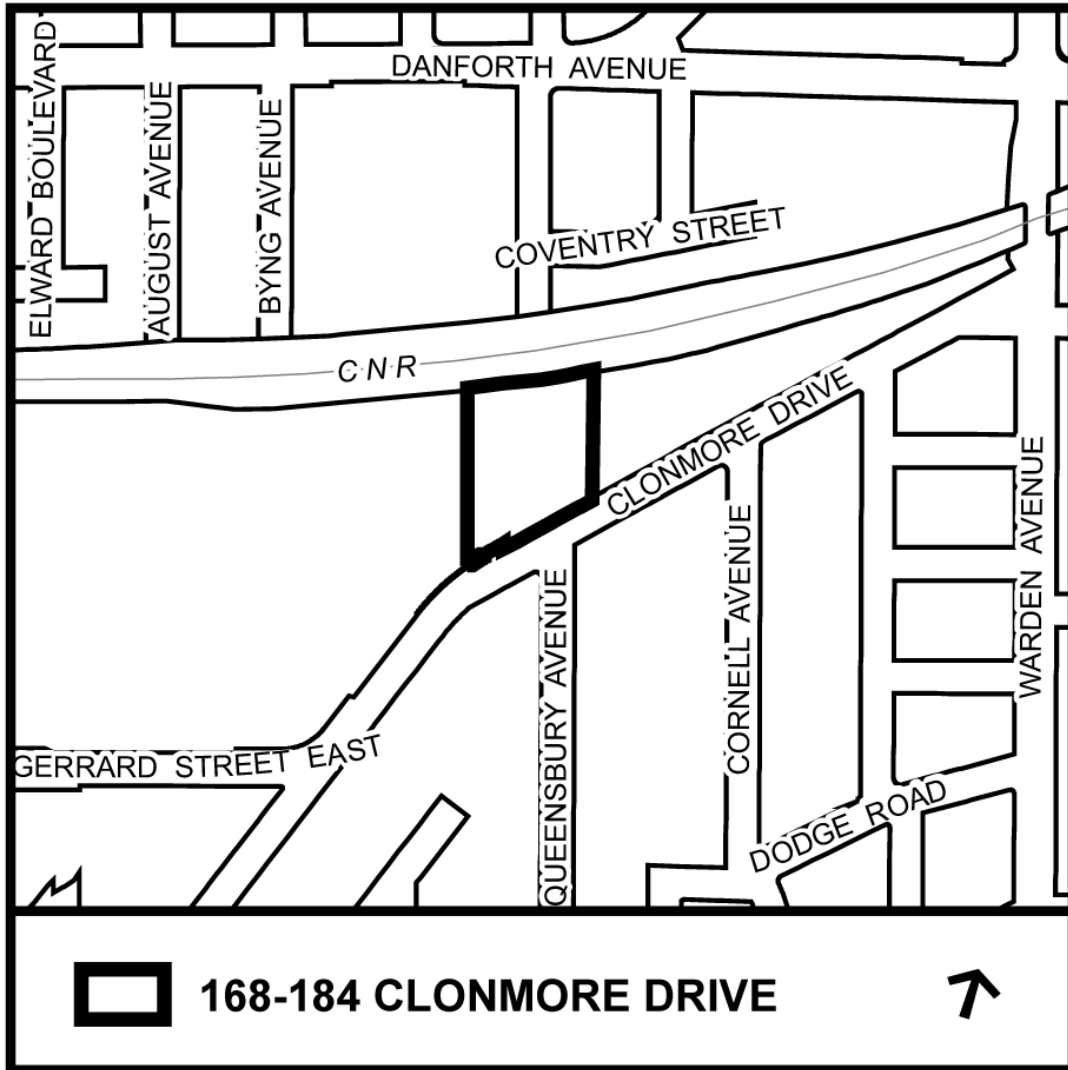 DANFORTH AVENUE
ELWARD BOULEVARD
AUGUST AVENUE
BYNG AVENUE
COVENTRY STREET
CNR
CLONMORE DRIVE
QUEENSBURY AVENUE
CORNELL AVENUE
WARDEN AVENUE
GERRARD STREET EAST
DODGE ROAD
168-184 CLONMORE DRIVE